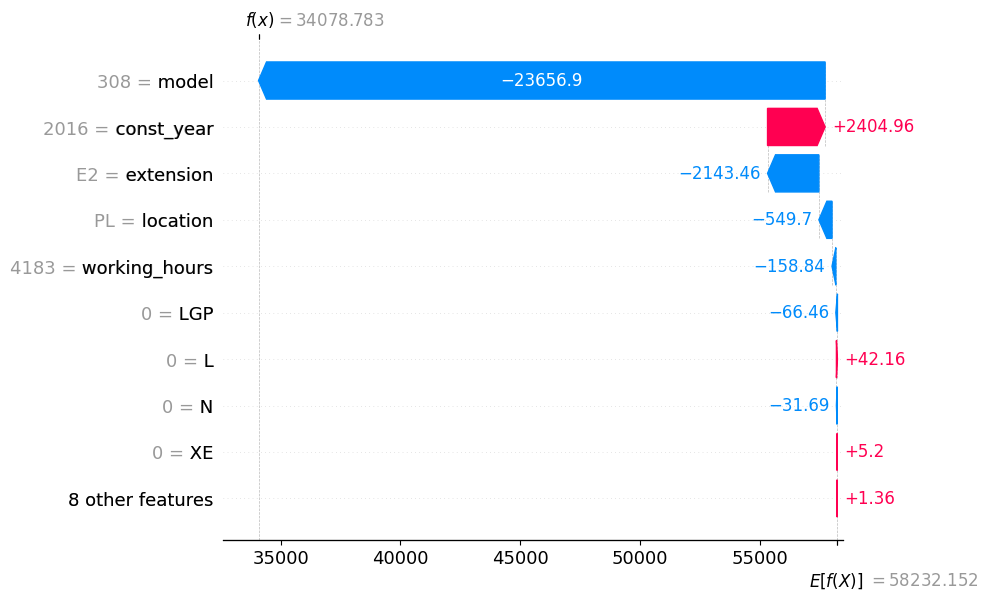 f(x) = 34078.783
308 = model
−23656.9
2016 = const_year
+2404.96
E2 = extension
−2143.46
PL = location
−549.7
4183 = working_hours
−158.84
0 = LGP
−66.46
0 = L
+42.16
0 = N
−31.69
0 = XE
+5.2
8 other features
+1.36
35000 40000 45000 50000 55000
E[f(X)] = 58232.152